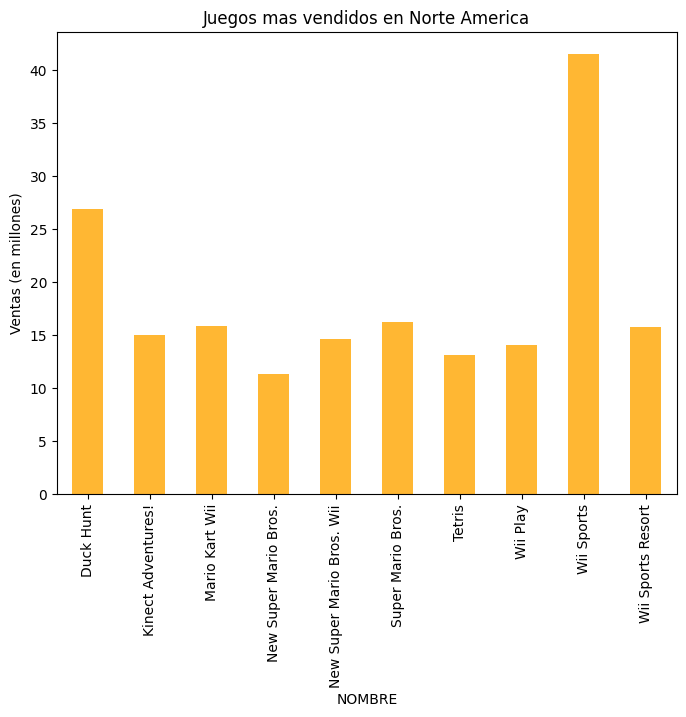 Juegos mas vendidos en Norte America
Ventas (en millones)
40
35
30
25
20
15
10
5
0
Duck Hunt
Kinect Adventures!
Mario Kart Wii
New Super Mario Bros.
New Super Mario Bros. Wii
Super Mario Bros.
Tetris
Wii Play
Wii Sports
Wii Sports Resort
NOMBRE